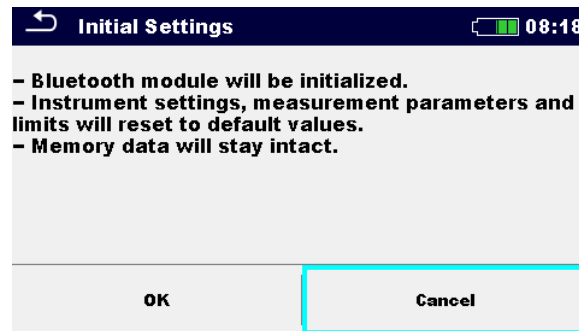 Initial Settings 08:18
– Bluetooth module will be initialized.
– Instrument settings, measurement parameters and
limits will reset to default values.
– Memory data will stay intact.
OK Cancel